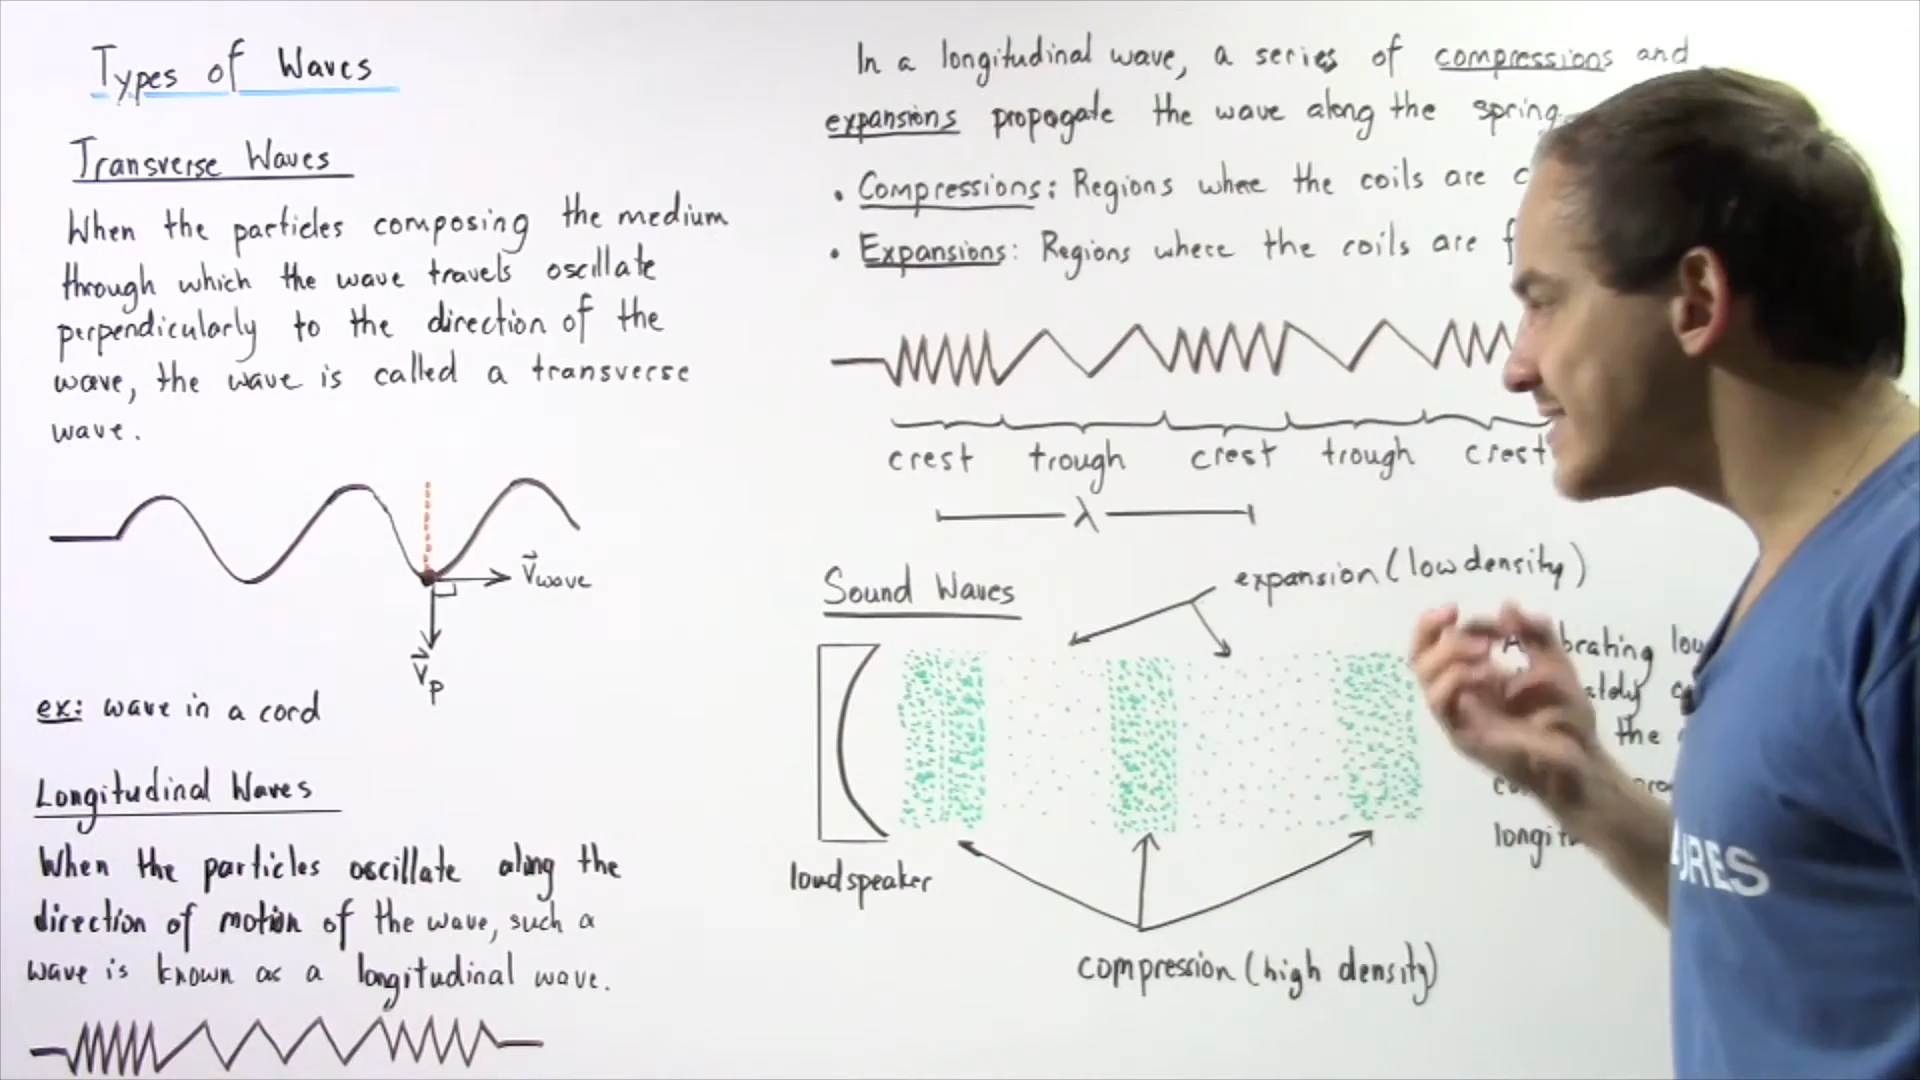 Types of Waves
Transverse Waves
When the particles composing the medium
through which the wave travels oscillate
perpendicularly to the direction of the
wave, the wave is called a transverse
wave.
v wave
v p
ex: wave in a cord
Longitudinal Waves
When the particles oscillate along the
direction of motion of the wave, such a
wave is known as a longitudinal wave.
In a longitudinal wave, a series of compressions and
expansions propogate the wave along the spring.
• Compressions: Regions where the coils are
• Expansions: Regions where the coils are
crest trough crest trough crest
λ
Sound Waves
expansion (low density)
loudspeaker
compression (high density)
the